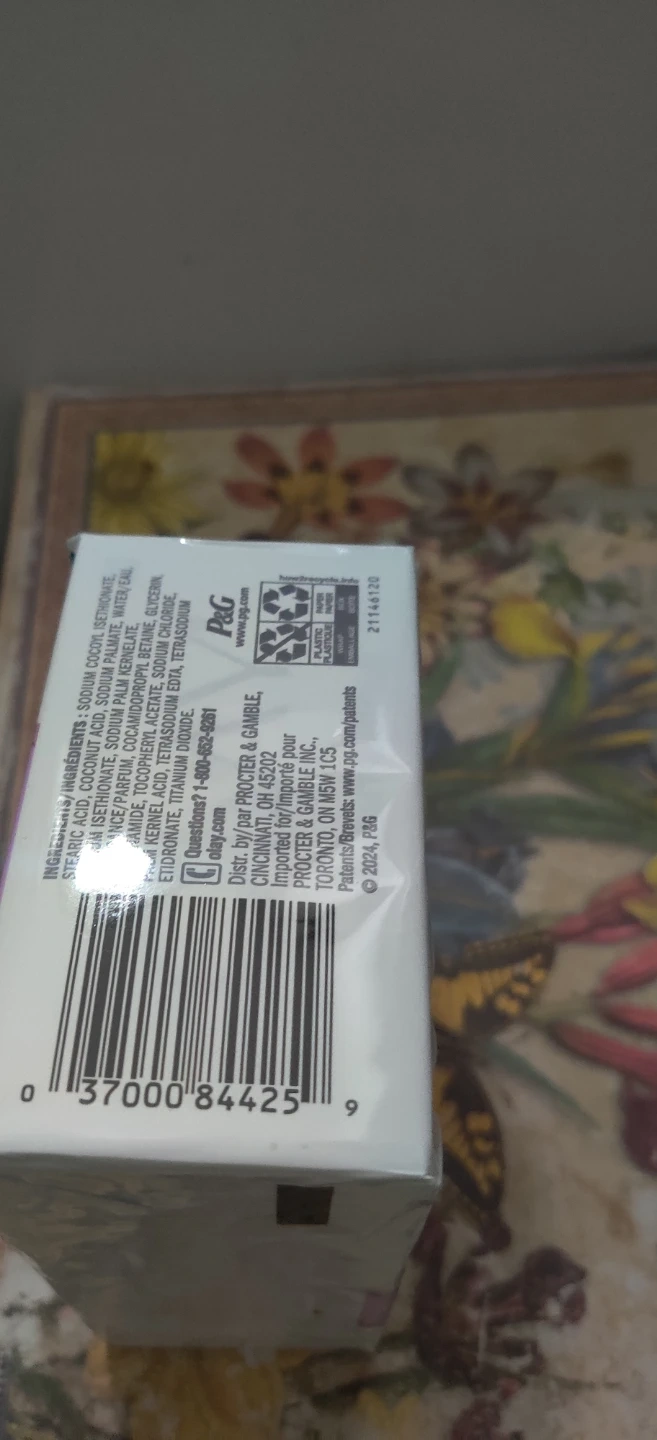 INGREDIENTS/INGRÉDIENTS: SODIUM COCOYL ISETHIONATE,
STEARIC ACID, COCONUT ACID, SODIUM PALMATE, WATER/EAU,
ISETHIONATE, SODIUM PALM KERNELATE,
/PARFUM, COCAMIDOPROPYL BETAINE, GLYCERIN,
TOCOPHERYL ACETATE, SODIUM CHLORIDE,
KERNEL ACID, TETRASODIUM EDTA, TETRASODIUM
ETIDRONATE, TITANIUM DIOXIDE.
Questions? 1-800-652-9261
olay.com
Distr. by/par PROCTER & GAMBLE,
CINCINNATI, OH 45202
Imported for/Importé pour
PROCTER & GAMBLE INC.,
TORONTO, ON M5W 1C5
Patents/Brevets: www.pg.com/patents
© 2024, P&G
P&G
www.pg.com
how2recycle.info
PLASTIC
PLASTIQUE
WRAP
PAPER
PAPIER
BOX
21146120
0 37000 84425 9